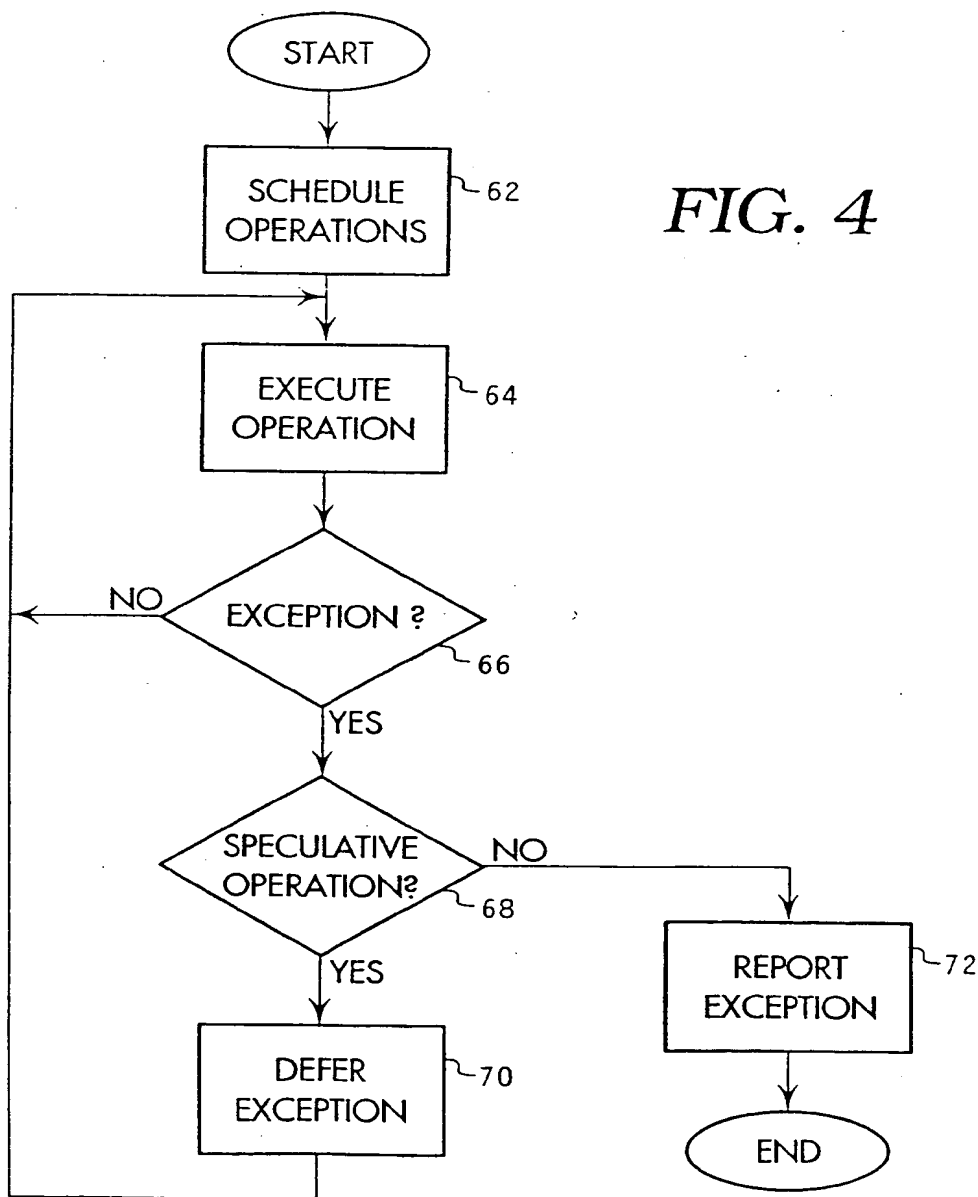 START
SCHEDULE
OPERATIONS
62
FIG. 4
EXECUTE
OPERATION
64
NO
EXCEPTION ?
66
YES
SPECULATIVE
OPERATION?
NO
68
YES
REPORT
EXCEPTION
72
DEFER
EXCEPTION
70
END